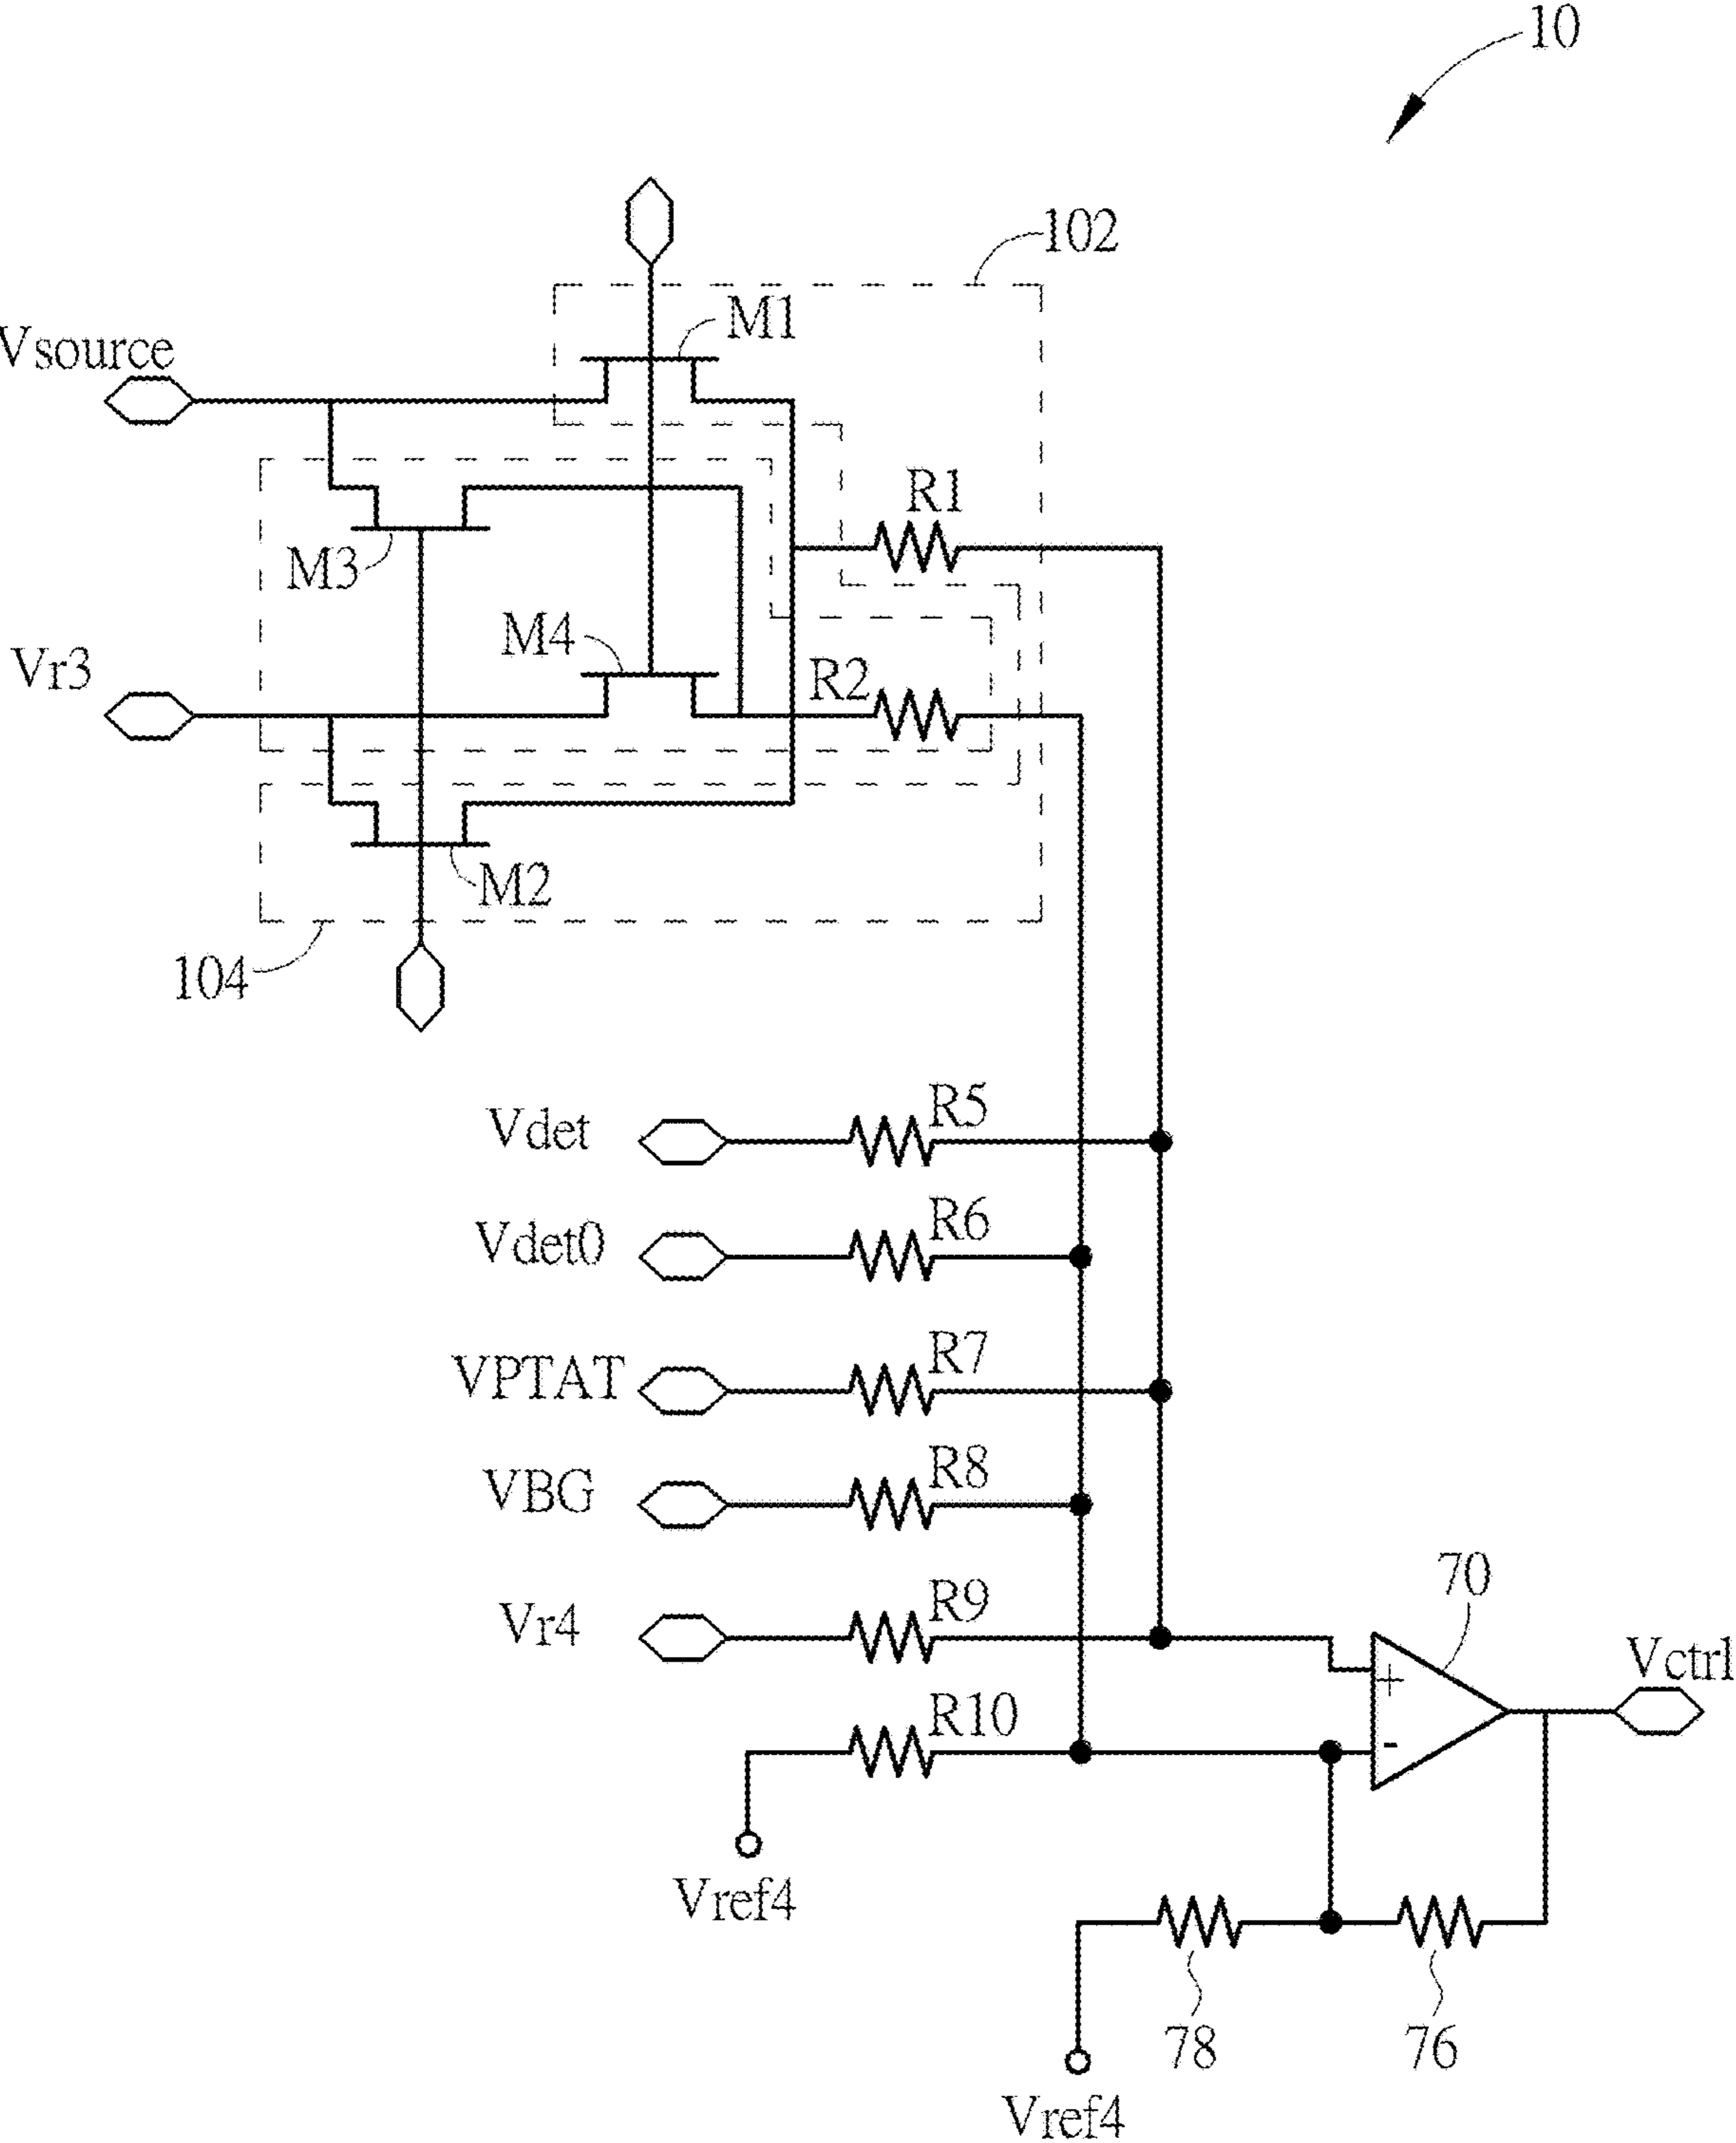 10
102
M1
Vsource
R1
M3
M4
Vr3
R2
M2
104
R5
Vdet
R6
Vdet0
R7
VPTAT
R8
VBG
R9
Vr4
70
Vctrl
+
R10
-
Vref4
78
76
Vref4